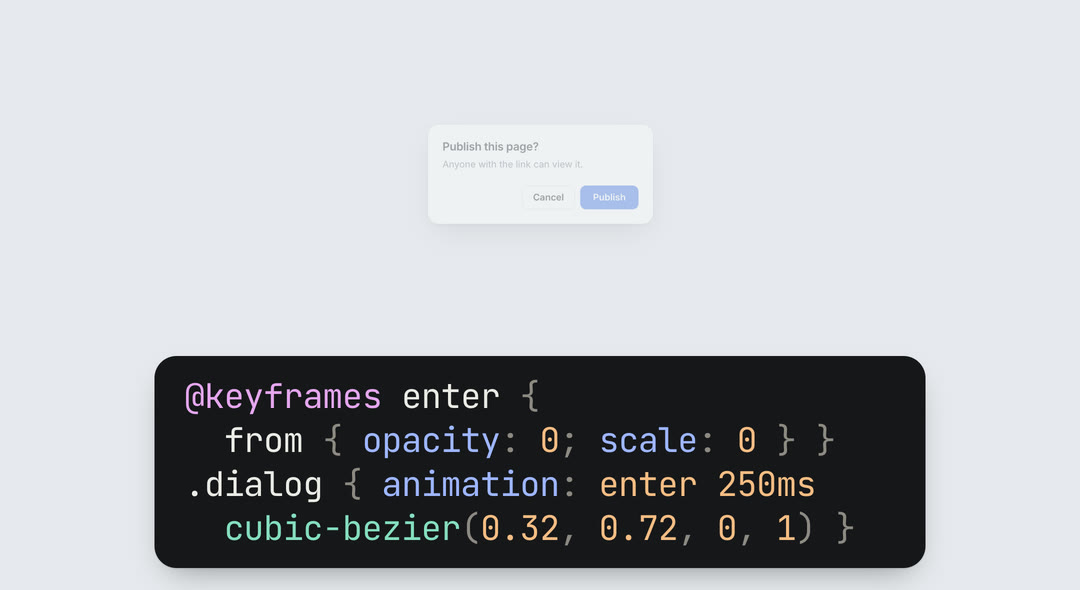 Publish this page?
Anyone with the link can view it.
Cancel Publish
@keyframes enter {
  from { opacity: 0; scale: 0 } }
.dialog { animation: enter 250ms
  cubic-bezier(0.32, 0.72, 0, 1) }